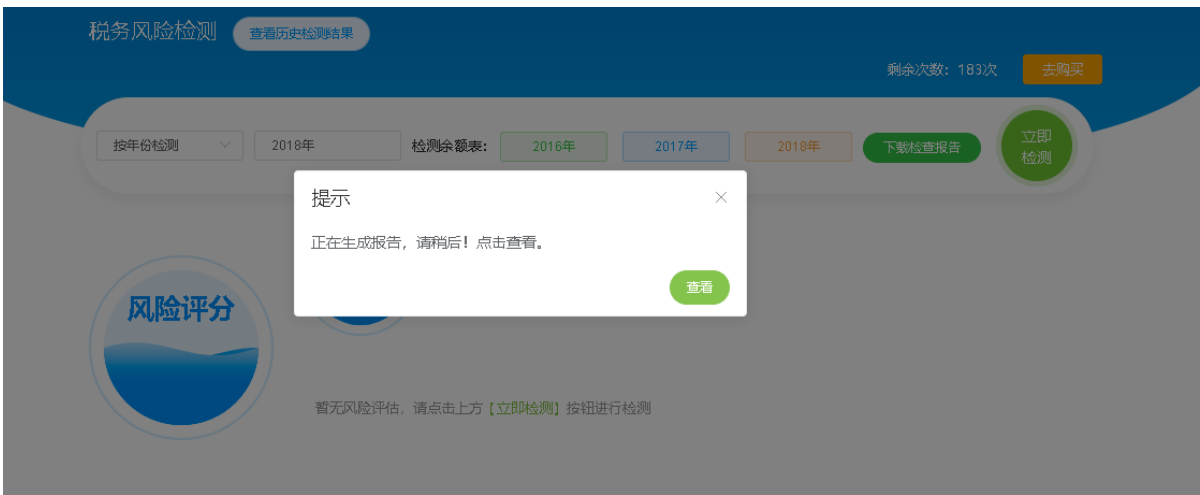 税务风险检测
查看历史检测结果
剩余次数：183次
去购买
按年份检测
2018年
检测余额表：
2016年
2017年
2018年
下载检查报告
立即
检测
提示
正在生成报告，请稍后！点击查看。
查看
风险评分
暂无风险评估，请点击上方【立即检测】按钮进行检测